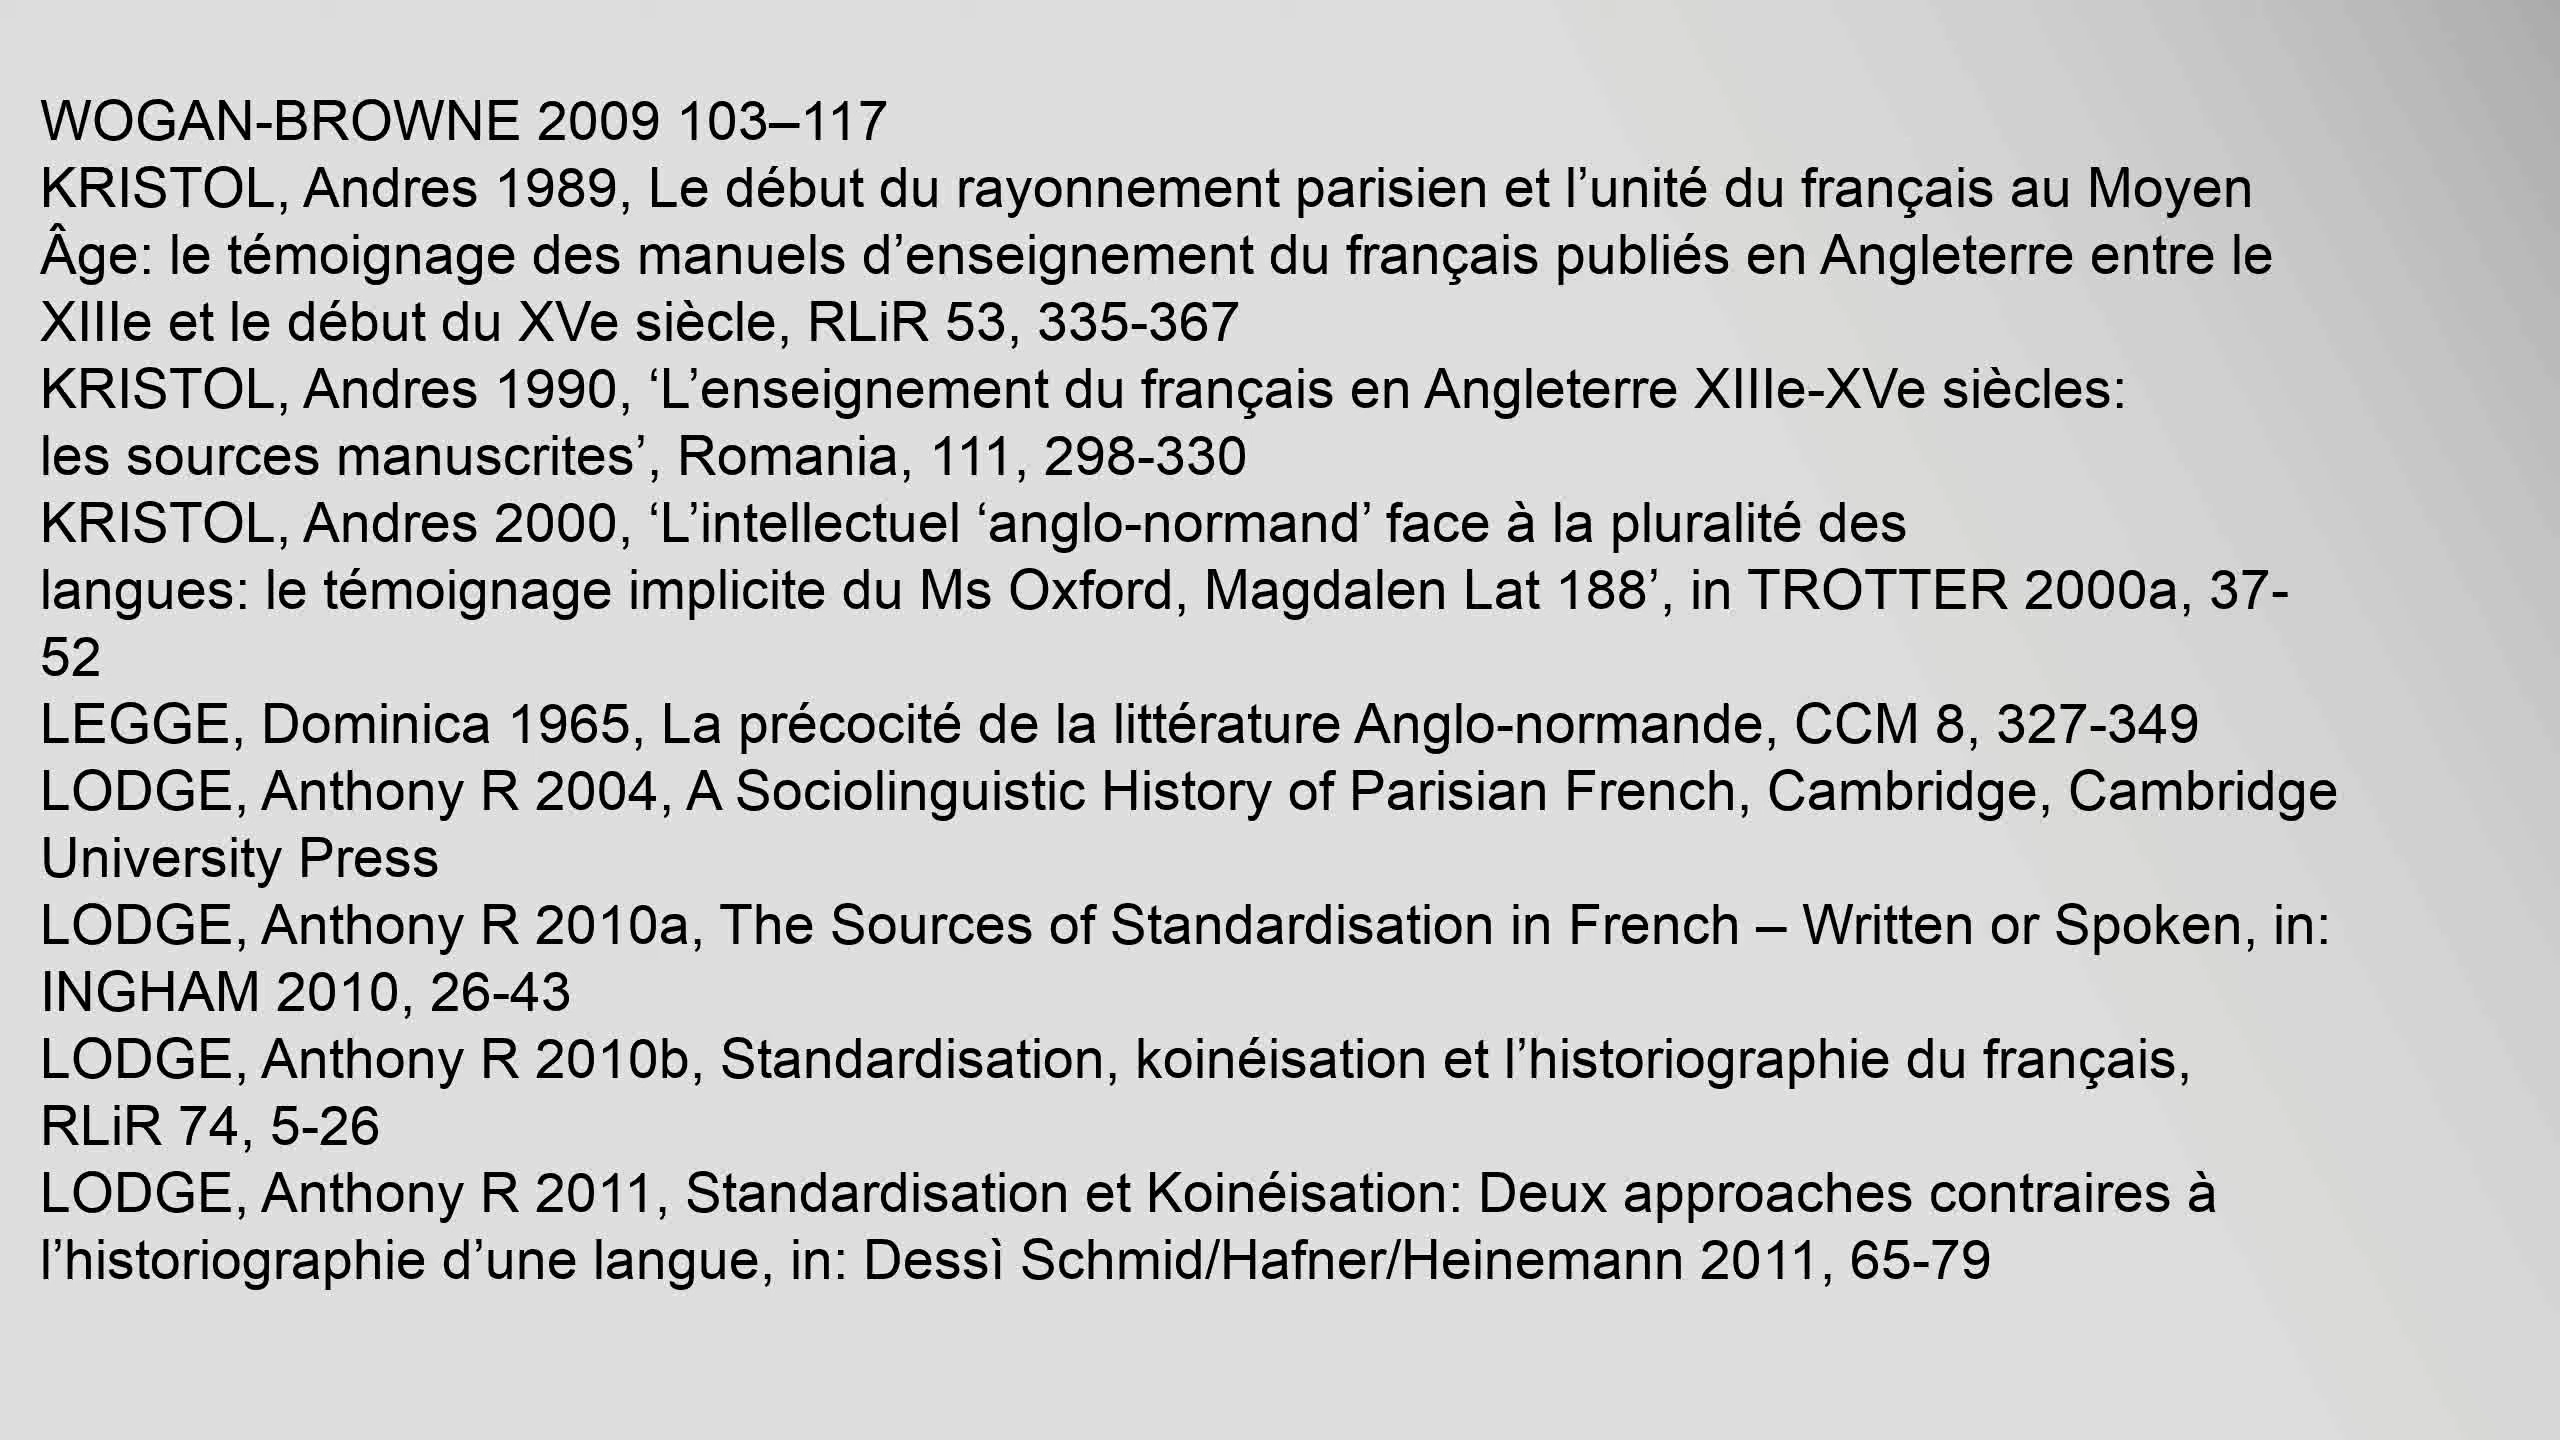 WOGAN-BROWNE 2009 103–117
KRISTOL, Andres 1989, Le début du rayonnement parisien et l’unité du français au Moyen
Âge: le témoignage des manuels d’enseignement du français publiés en Angleterre entre le
XIIIe et le début du XVe siècle, RLiR 53, 335-367
KRISTOL, Andres 1990, ‘L’enseignement du français en Angleterre XIIIe-XVe siècles:
les sources manuscrites’, Romania, 111, 298-330
KRISTOL, Andres 2000, ‘L’intellectuel ‘anglo-normand’ face à la pluralité des
langues: le témoignage implicite du Ms Oxford, Magdalen Lat 188’, in TROTTER 2000a, 37-
52
LEGGE, Dominica 1965, La précocité de la littérature Anglo-normande, CCM 8, 327-349
LODGE, Anthony R 2004, A Sociolinguistic History of Parisian French, Cambridge, Cambridge
University Press
LODGE, Anthony R 2010a, The Sources of Standardisation in French – Written or Spoken, in:
INGHAM 2010, 26-43
LODGE, Anthony R 2010b, Standardisation, koinéisation et l’historiographie du français,
RLiR 74, 5-26
LODGE, Anthony R 2011, Standardisation et Koinéisation: Deux approaches contraires à
l’historiographie d’une langue, in: Dessì Schmid/Hafner/Heinemann 2011, 65-79